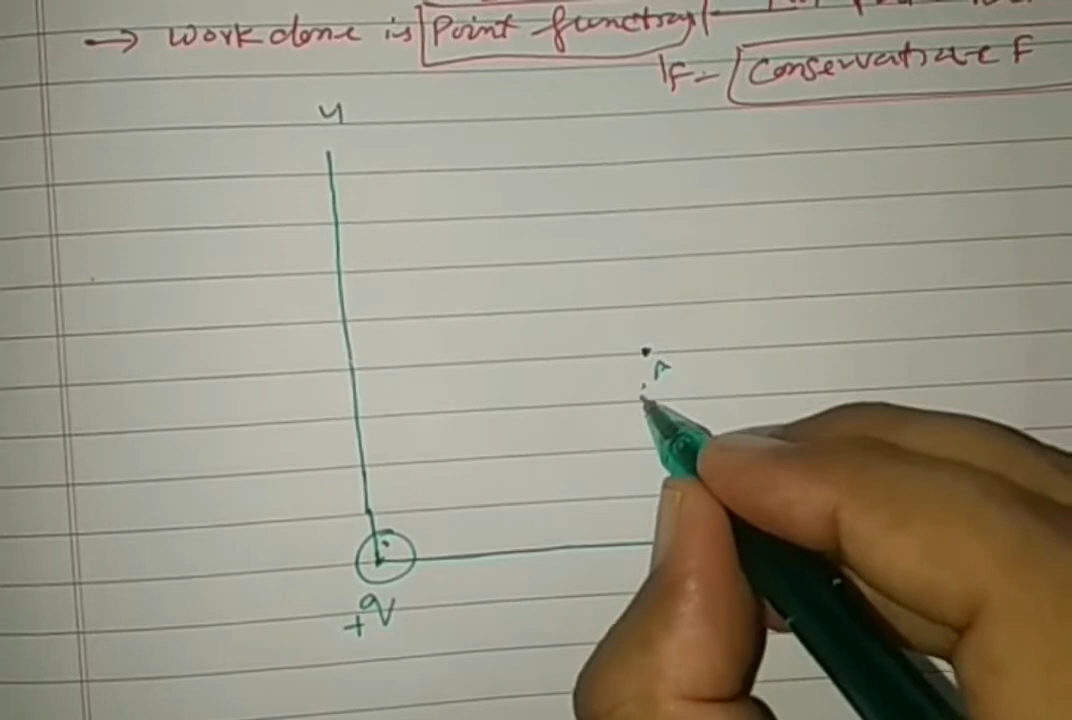 → work done is Point function
If - Conservative F
y
A
+q